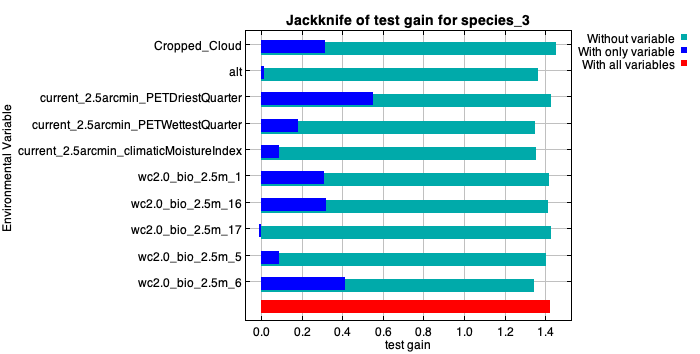 Jackknife of test gain for species_3
Without variable
With only variable
With all variables
Environmental Variable
Cropped_Cloud
alt
current_2.5arcmin_PETDriestQuarter
current_2.5arcmin_PETWettestQuarter
current_2.5arcmin_climaticMoistureIndex
wc2.0_bio_2.5m_1
wc2.0_bio_2.5m_16
wc2.0_bio_2.5m_17
wc2.0_bio_2.5m_5
wc2.0_bio_2.5m_6
0.0 0.2 0.4 0.6 0.8 1.0 1.2 1.4
test gain